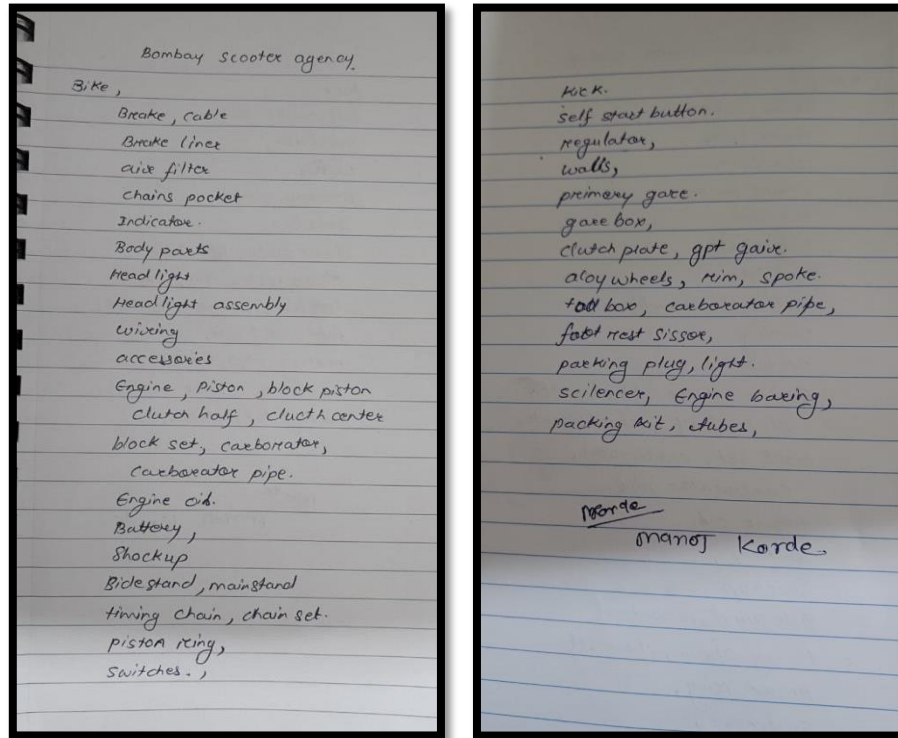 Bombay scooter agency.
Bike,
Breake, cable
Breake liner
aire filter
chains pocket
Indicator.
Body parts
Head light
Head light assembly
wiring
accessories
Engine, Piston, block piston
clutch half, clucth center
block set, carborator,
carborator pipe.
Engine oil.
Battery,
Shockup
Sidestand, mainstand
timing chain, chain set.
piston ring,
switches.,
kick.
self start button.
regulator,
walls,
primery gare.
gare box,
clutch plate, gpt gair.
aloy wheels, rim, spoke.
box, carborator pipe,
foot rest sissor,
parking plug, light.
scilencer, Engine baring,
packing kit, tubes,
manoj Korde.